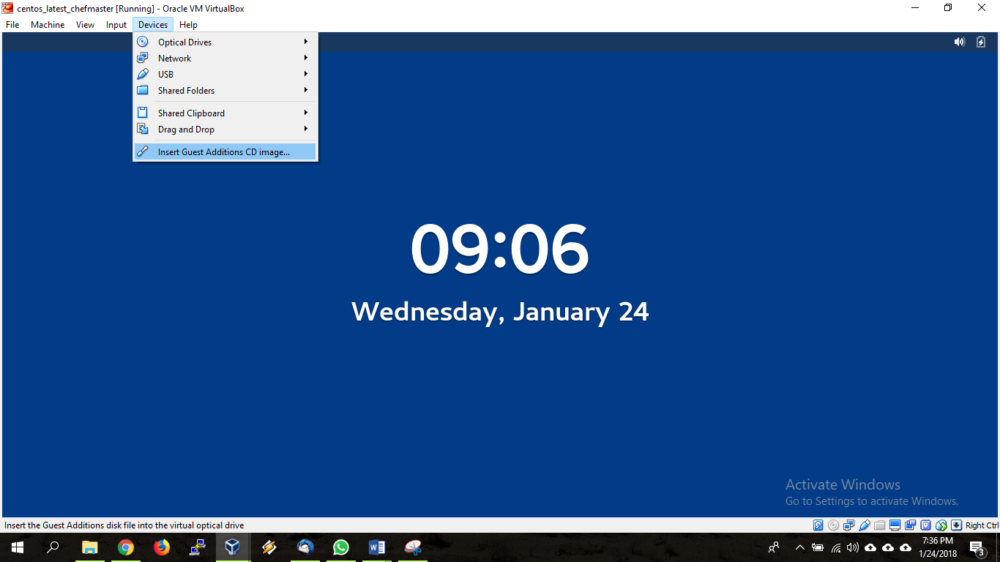 centos_latest_chefmaster [Running] - Oracle VM VirtualBox
File Machine View Input Devices Help
Optical Drives
Network
USB
Shared Folders
Shared Clipboard
Drag and Drop
Insert Guest Additions CD image...
09:06
Wednesday, January 24
Activate Windows
Go to Settings to activate Windows.
Insert the Guest Additions disk file into the virtual optical drive
Right Ctrl
7:36 PM
1/24/2018
3